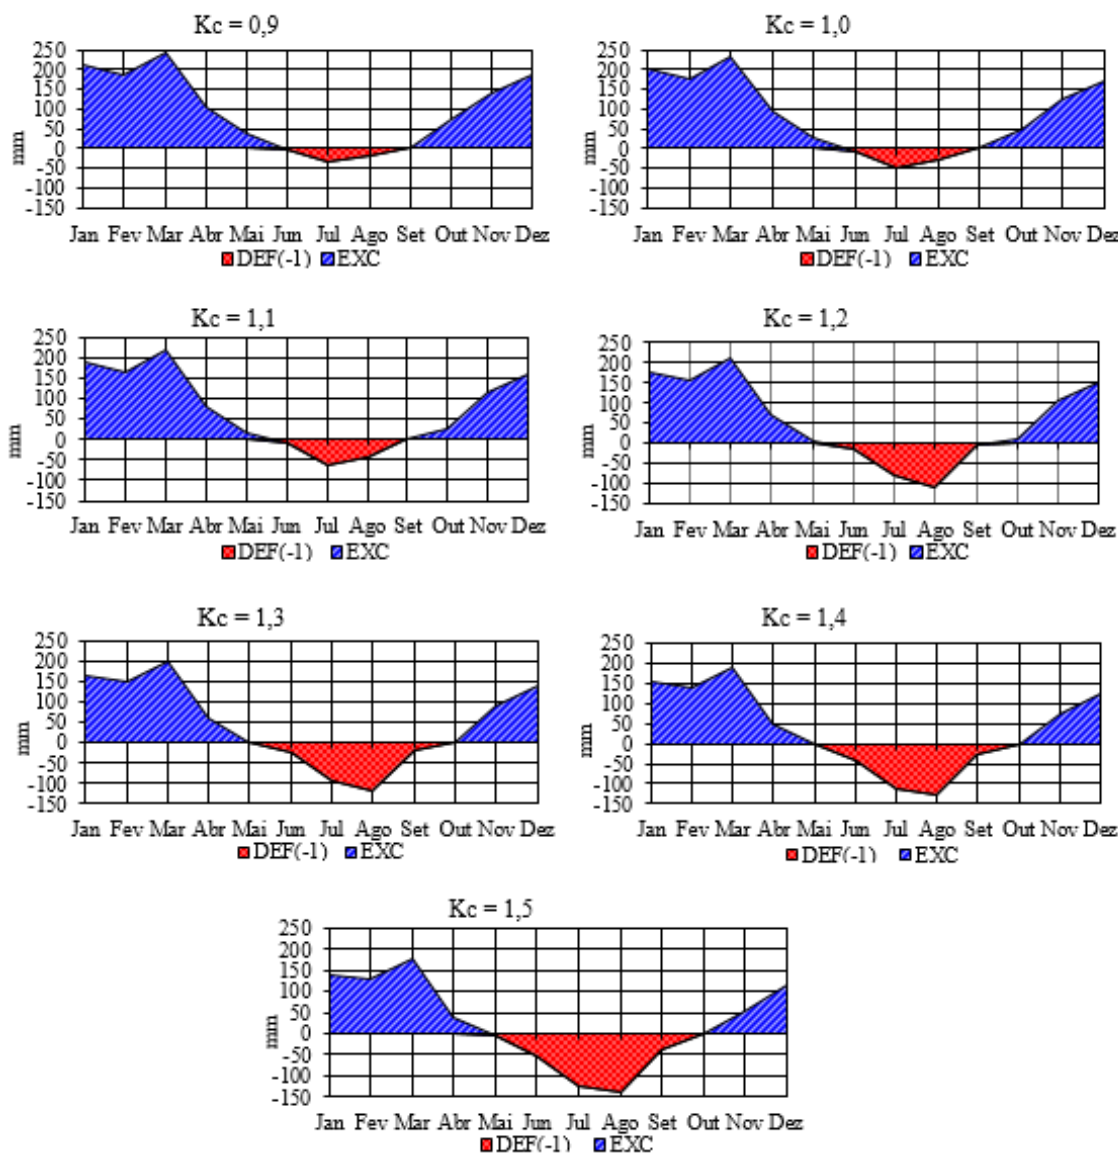 Kc = 0,9
250
200
150
100
50
0
-50
-100
-150
mm
Jan Fev Mar Abr Mai Jun Jul Ago Set Out Nov Dez
DEF(-1) EXC
Kc = 1,0
250
200
150
100
50
0
-50
-100
-150
mm
Jan Fev Mar Abr Mai Jun Jul Ago Set Out Nov Dez
DEF(-1) EXC
Kc = 1,1
250
200
150
100
50
0
-50
-100
-150
mm
Jan Fev Mar Abr Mai Jun Jul Ago Set Out Nov Dez
DEF(-1) EXC
Kc = 1,2
250
200
150
100
50
0
-50
-100
-150
mm
Jan Fev Mar Abr Mai Jun Jul Ago Set Out Nov Dez
DEF(-1) EXC
Kc = 1,3
250
200
150
100
50
0
-50
-100
-150
mm
Jan Fev Mar Abr Mai Jun Jul Ago Set Out Nov Dez
DEF(-1) EXC
Kc = 1,4
250
200
150
100
50
0
-50
-100
-150
mm
Jan Fev Mar Abr Mai Jun Jul Ago Set Out Nov Dez
DEF(-1) EXC
Kc = 1,5
250
200
150
100
50
0
-50
-100
-150
mm
Jan Fev Mar Abr Mai Jun Jul Ago Set Out Nov Dez
DEF(-1) EXC